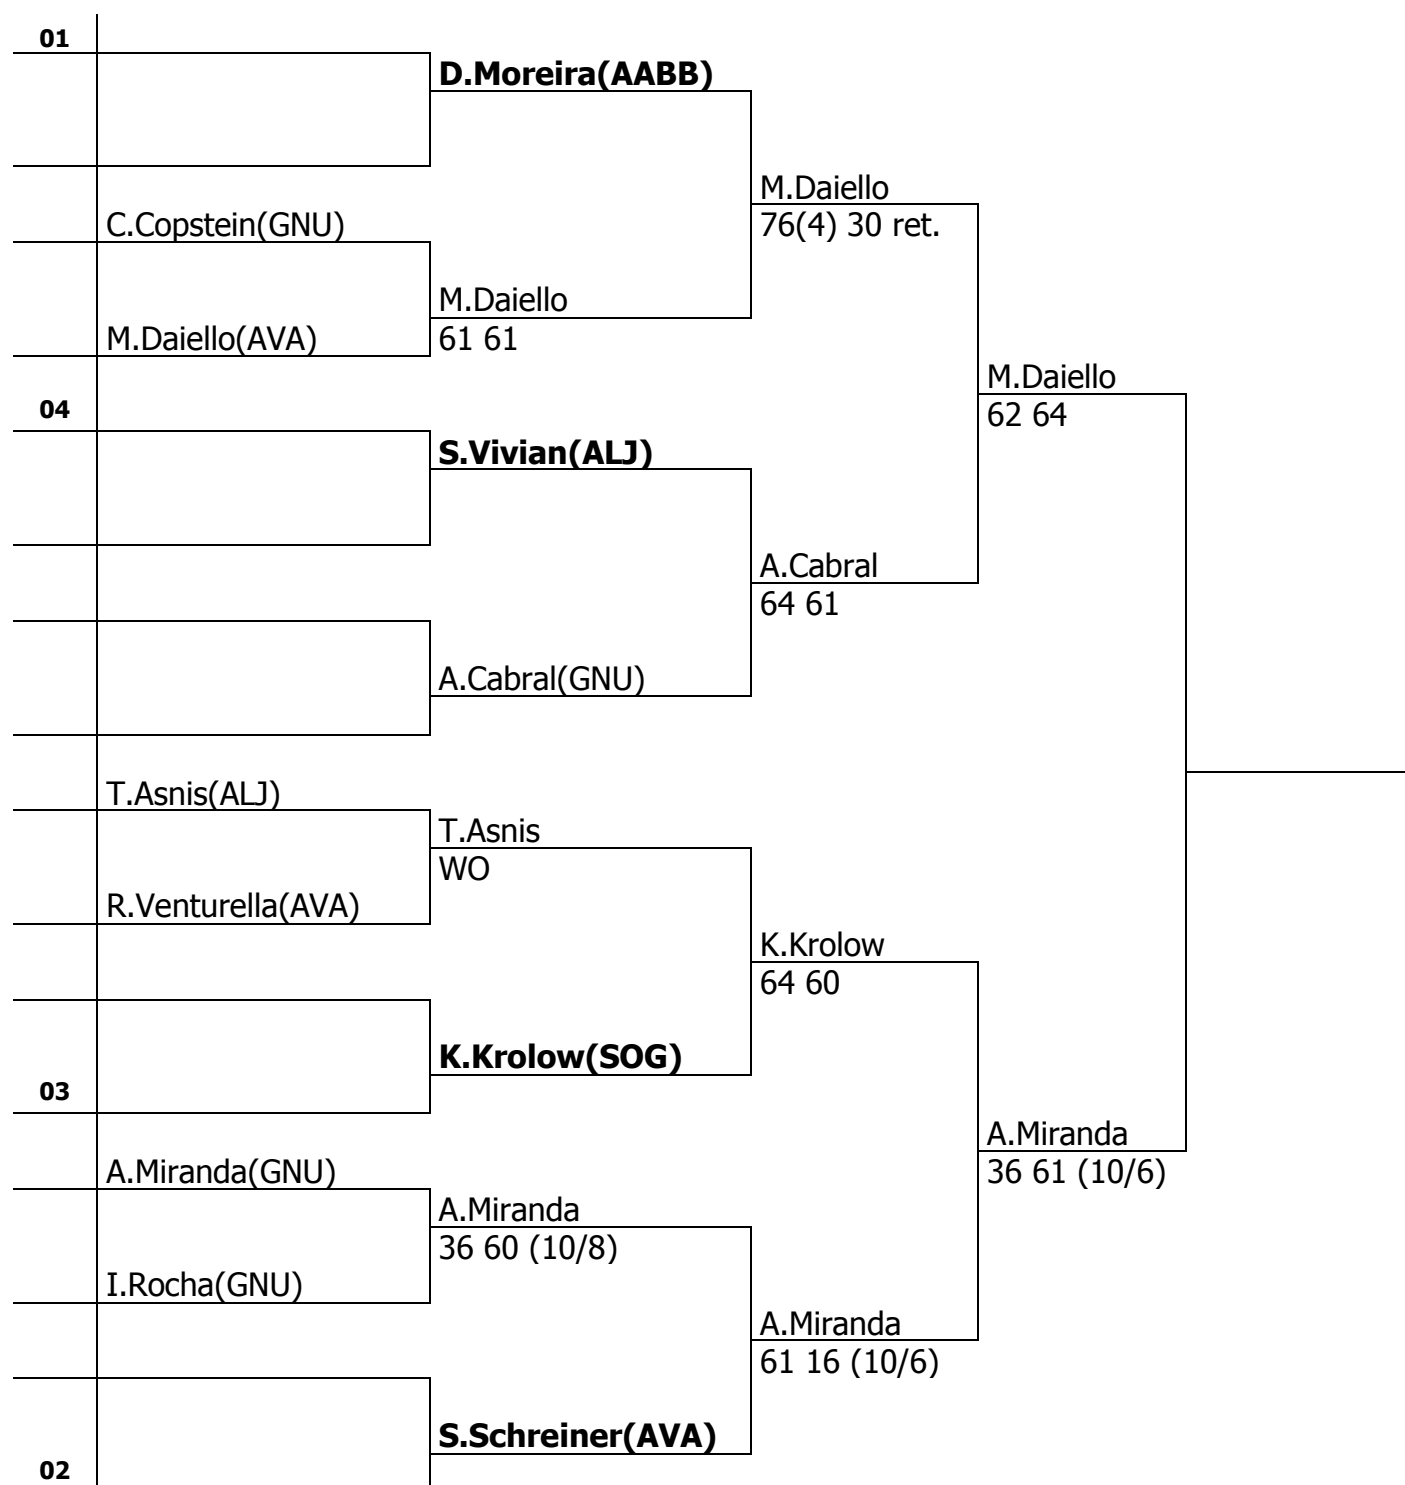 01
D.Moreira(AABB)
M.Daiello
C.Copstein(GNU)
76(4) 30 ret.
M.Daiello
M.Daiello(AVA)
61 61
M.Daiello
04
62 64
S.Vivian(ALJ)
A.Cabral
64 61
A.Cabral(GNU)
T.Asnis(ALJ)
T.Asnis
WO
R.Venturella(AVA)
K.Krolow
64 60
K.Krolow(SOG)
03
A.Miranda
A.Miranda(GNU)
36 61 (10/6)
A.Miranda
36 60 (10/8)
I.Rocha(GNU)
A.Miranda
61 16 (10/6)
S.Schreiner(AVA)
02